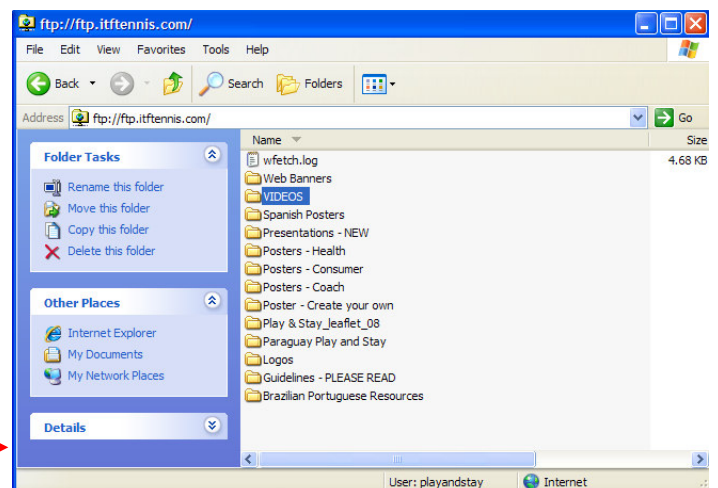 ftp://ftp.itftennis.com/
File Edit View Favorites Tools Help
Back Search Folders
Address ftp://ftp.itftennis.com/ Go
Name Size
Folder Tasks
Rename this folder
Move this folder
Copy this folder
Delete this folder
Other Places
Internet Explorer
My Documents
My Network Places
Details
wfetch.log 4.68 KB
Web Banners
VIDEOS
Spanish Posters
Presentations - NEW
Posters - Health
Posters - Consumer
Posters - Coach
Poster - Create your own
Play & Stay_leaflet_08
Paraguay Play and Stay
Logos
Guidelines - PLEASE READ
Brazilian Portuguese Resources
User: playandstay Internet